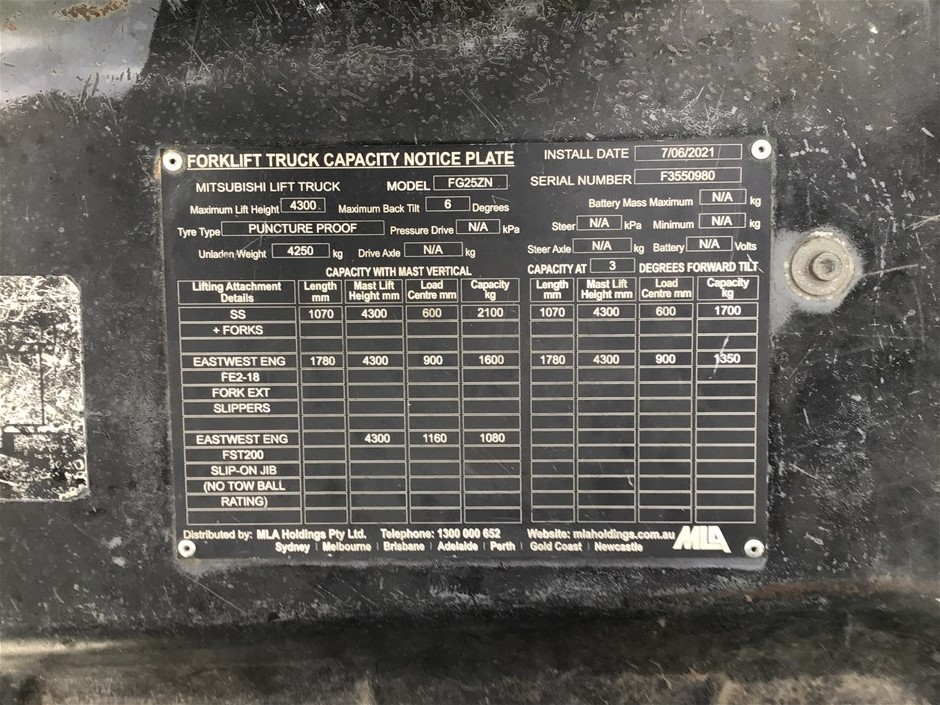 FORKLIFT TRUCK CAPACITY NOTICE PLATE INSTALL DATE 7/06/2021
MITSUBISHI LIFT TRUCK MODEL FG25ZN SERIAL NUMBER F3550980
Maximum Lift Height 4300 Maximum Back Tilt 6 Degrees Battery Mass Maximum N/A kg
Tyre Type PUNCTURE PROOF Pressure Drive N/A kPa Steer N/A kPa Minimum N/A kg
Unladen Weight 4250 kg Drive Axle N/A kg Steer Axle N/A kg Battery N/A Volts
CAPACITY WITH MAST VERTICAL CAPACITY AT 3 DEGREES FORWARD TILT
Lifting Attachment Details Length mm Mast Lift Height mm Load Centre mm Capacity kg Length mm Mast Lift Height mm Load Centre mm Capacity kg
SS 1070 4300 600 2100 1070 4300 600 1700
+ FORKS
EASTWEST ENG 1780 4300 900 1600 1780 4300 900 1350
FE2-18
FORK EXT
SLIPPERS
EASTWEST ENG 4300 1160 1080
FST200
SLIP-ON JIB
(NO TOW BALL
RATING)
Distributed by: MLA Holdings Pty Ltd. Telephone: 1300 000 652 Website: mlaholdings.com.au MLA
Sydney | Melbourne | Brisbane | Adelaide | Perth | Gold Coast | Newcastle